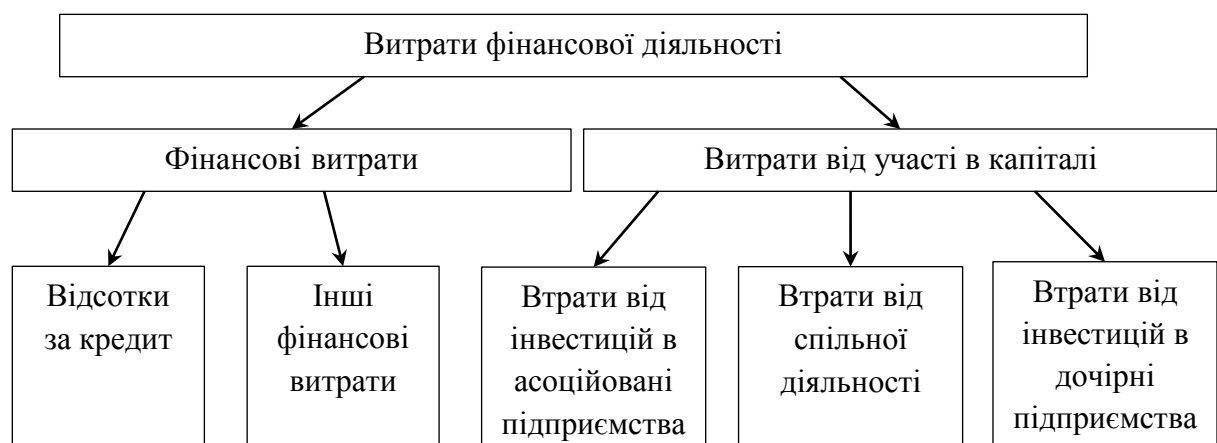 Витрати фінансової діяльності
Фінансові витрати
Витрати від участі в капіталі
Відсотки
за кредит
Інші
фінансові
витрати
Втрати від
інвестицій в
асоційовані
підприємства
Втрати від
спільної
діяльності
Втрати від
інвестицій в
дочірні
підприємства